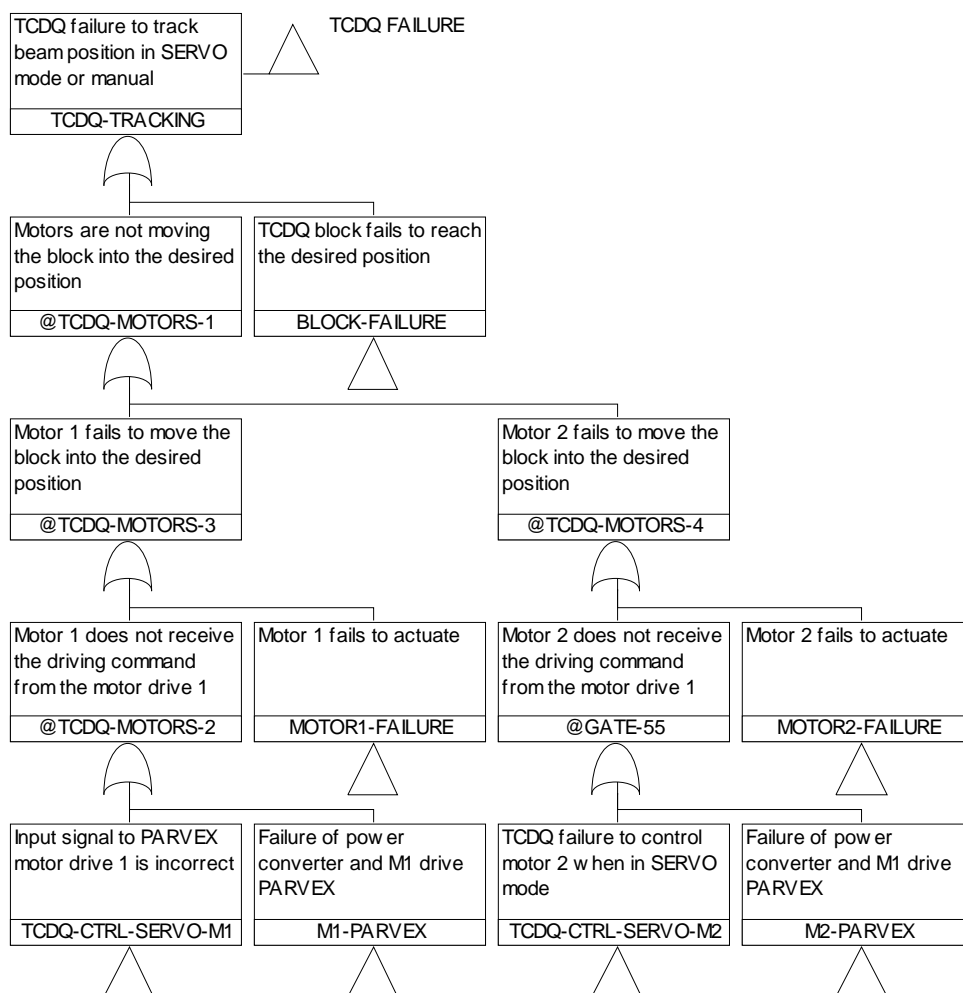 TCDQ failure to track
beam position in SERVO
mode or manual
TCDQ-TRACKING
TCDQ FAILURE
Motors are not moving
the block into the desired
position
@TCDQ-MOTORS-1
TCDQ block fails to reach
the desired position
BLOCK-FAILURE
Motor 1 fails to move the
block into the desired
position
@TCDQ-MOTORS-3
Motor 2 fails to move the
block into the desired
position
@TCDQ-MOTORS-4
Motor 1 does not receive
the driving command
from the motor drive 1
@TCDQ-MOTORS-2
Motor 1 fails to actuate
MOTOR1-FAILURE
Motor 2 does not receive
the driving command
from the motor drive 1
@GATE-55
Motor 2 fails to actuate
MOTOR2-FAILURE
Input signal to PARVEX
motor drive 1 is incorrect
TCDQ-CTRL-SERVO-M1
Failure of power
converter and M1 drive
PARVEX
M1-PARVEX
TCDQ failure to control
motor 2 when in SERVO
mode
TCDQ-CTRL-SERVO-M2
Failure of power
converter and M1 drive
PARVEX
M2-PARVEX